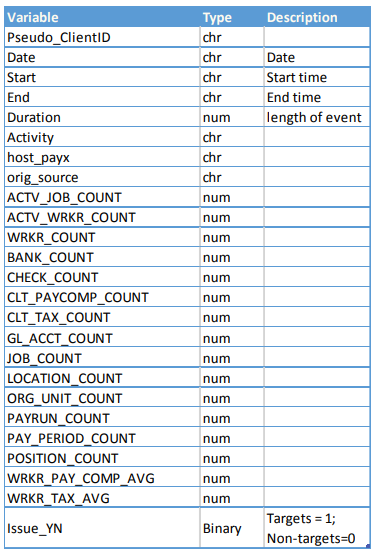 Variable Type Description
Pseudo_ClientID chr
Date chr Date
Start chr Start time
End chr End time
Duration num length of event
Activity chr
host_payx chr
orig_source chr
ACTV_JOB_COUNT num
ACTV_WRKR_COUNT num
WRKR_COUNT num
BANK_COUNT num
CHECK_COUNT num
CLT_PAYCOMP_COUNT num
CLT_TAX_COUNT num
GL_ACCT_COUNT num
JOB_COUNT num
LOCATION_COUNT num
ORG_UNIT_COUNT num
PAYRUN_COUNT num
PAY_PERIOD_COUNT num
POSITION_COUNT num
WRKR_PAY_COMP_AVG num
WRKR_TAX_AVG num
Issue_YN Binary Targets = 1;
Non-targets=0